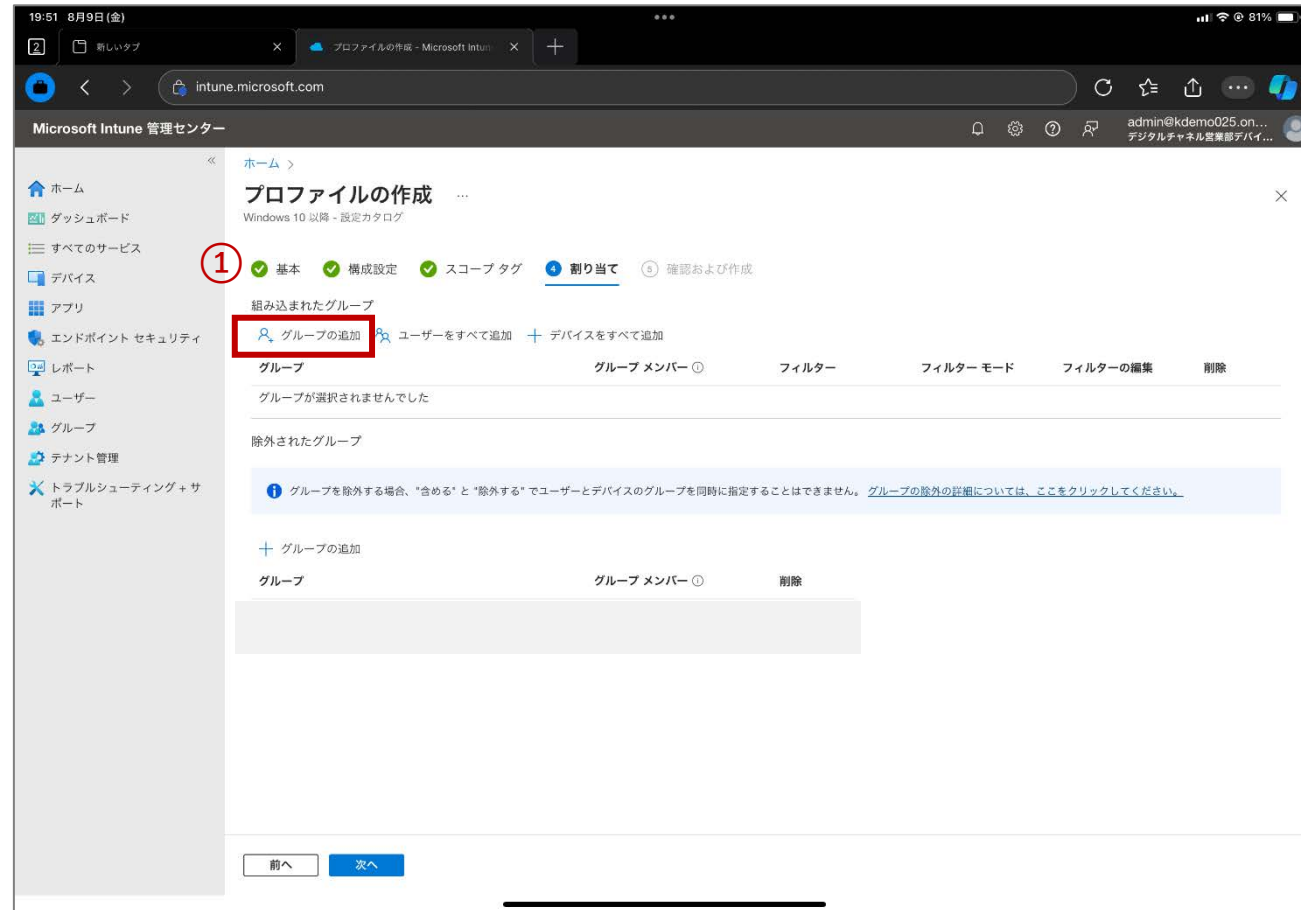 19:51 8月9日(金)
81%
2 新しいタブ プロファイルの作成 - Microsoft Intun
intune.microsoft.com
Microsoft Intune 管理センター
admin@kdemo025.on...
デジタルチャネル営業部デバイ...
ホーム
ダッシュボード
すべてのサービス
デバイス
アプリ
エンドポイント セキュリティ
レポート
ユーザー
グループ
テナント管理
トラブルシューティング + サ
ポート
ホーム >
プロファイルの作成 ...
Windows 10 以降 - 設定カタログ
①
基本 構成設定 スコープ タグ 4 割り当て 5 確認および作成
組み込まれたグループ
グループの追加 ユーザーをすべて追加 + デバイスをすべて追加
グループ グループ メンバー フィルター フィルター モード フィルターの編集 削除
グループが選択されませんでした
除外されたグループ
グループを除外する場合、"含める" と "除外する" でユーザーとデバイスのグループを同時に指定することはできません。 グループの除外の詳細については、ここをクリックしてください。
+ グループの追加
グループ グループ メンバー 削除
前へ 次へ